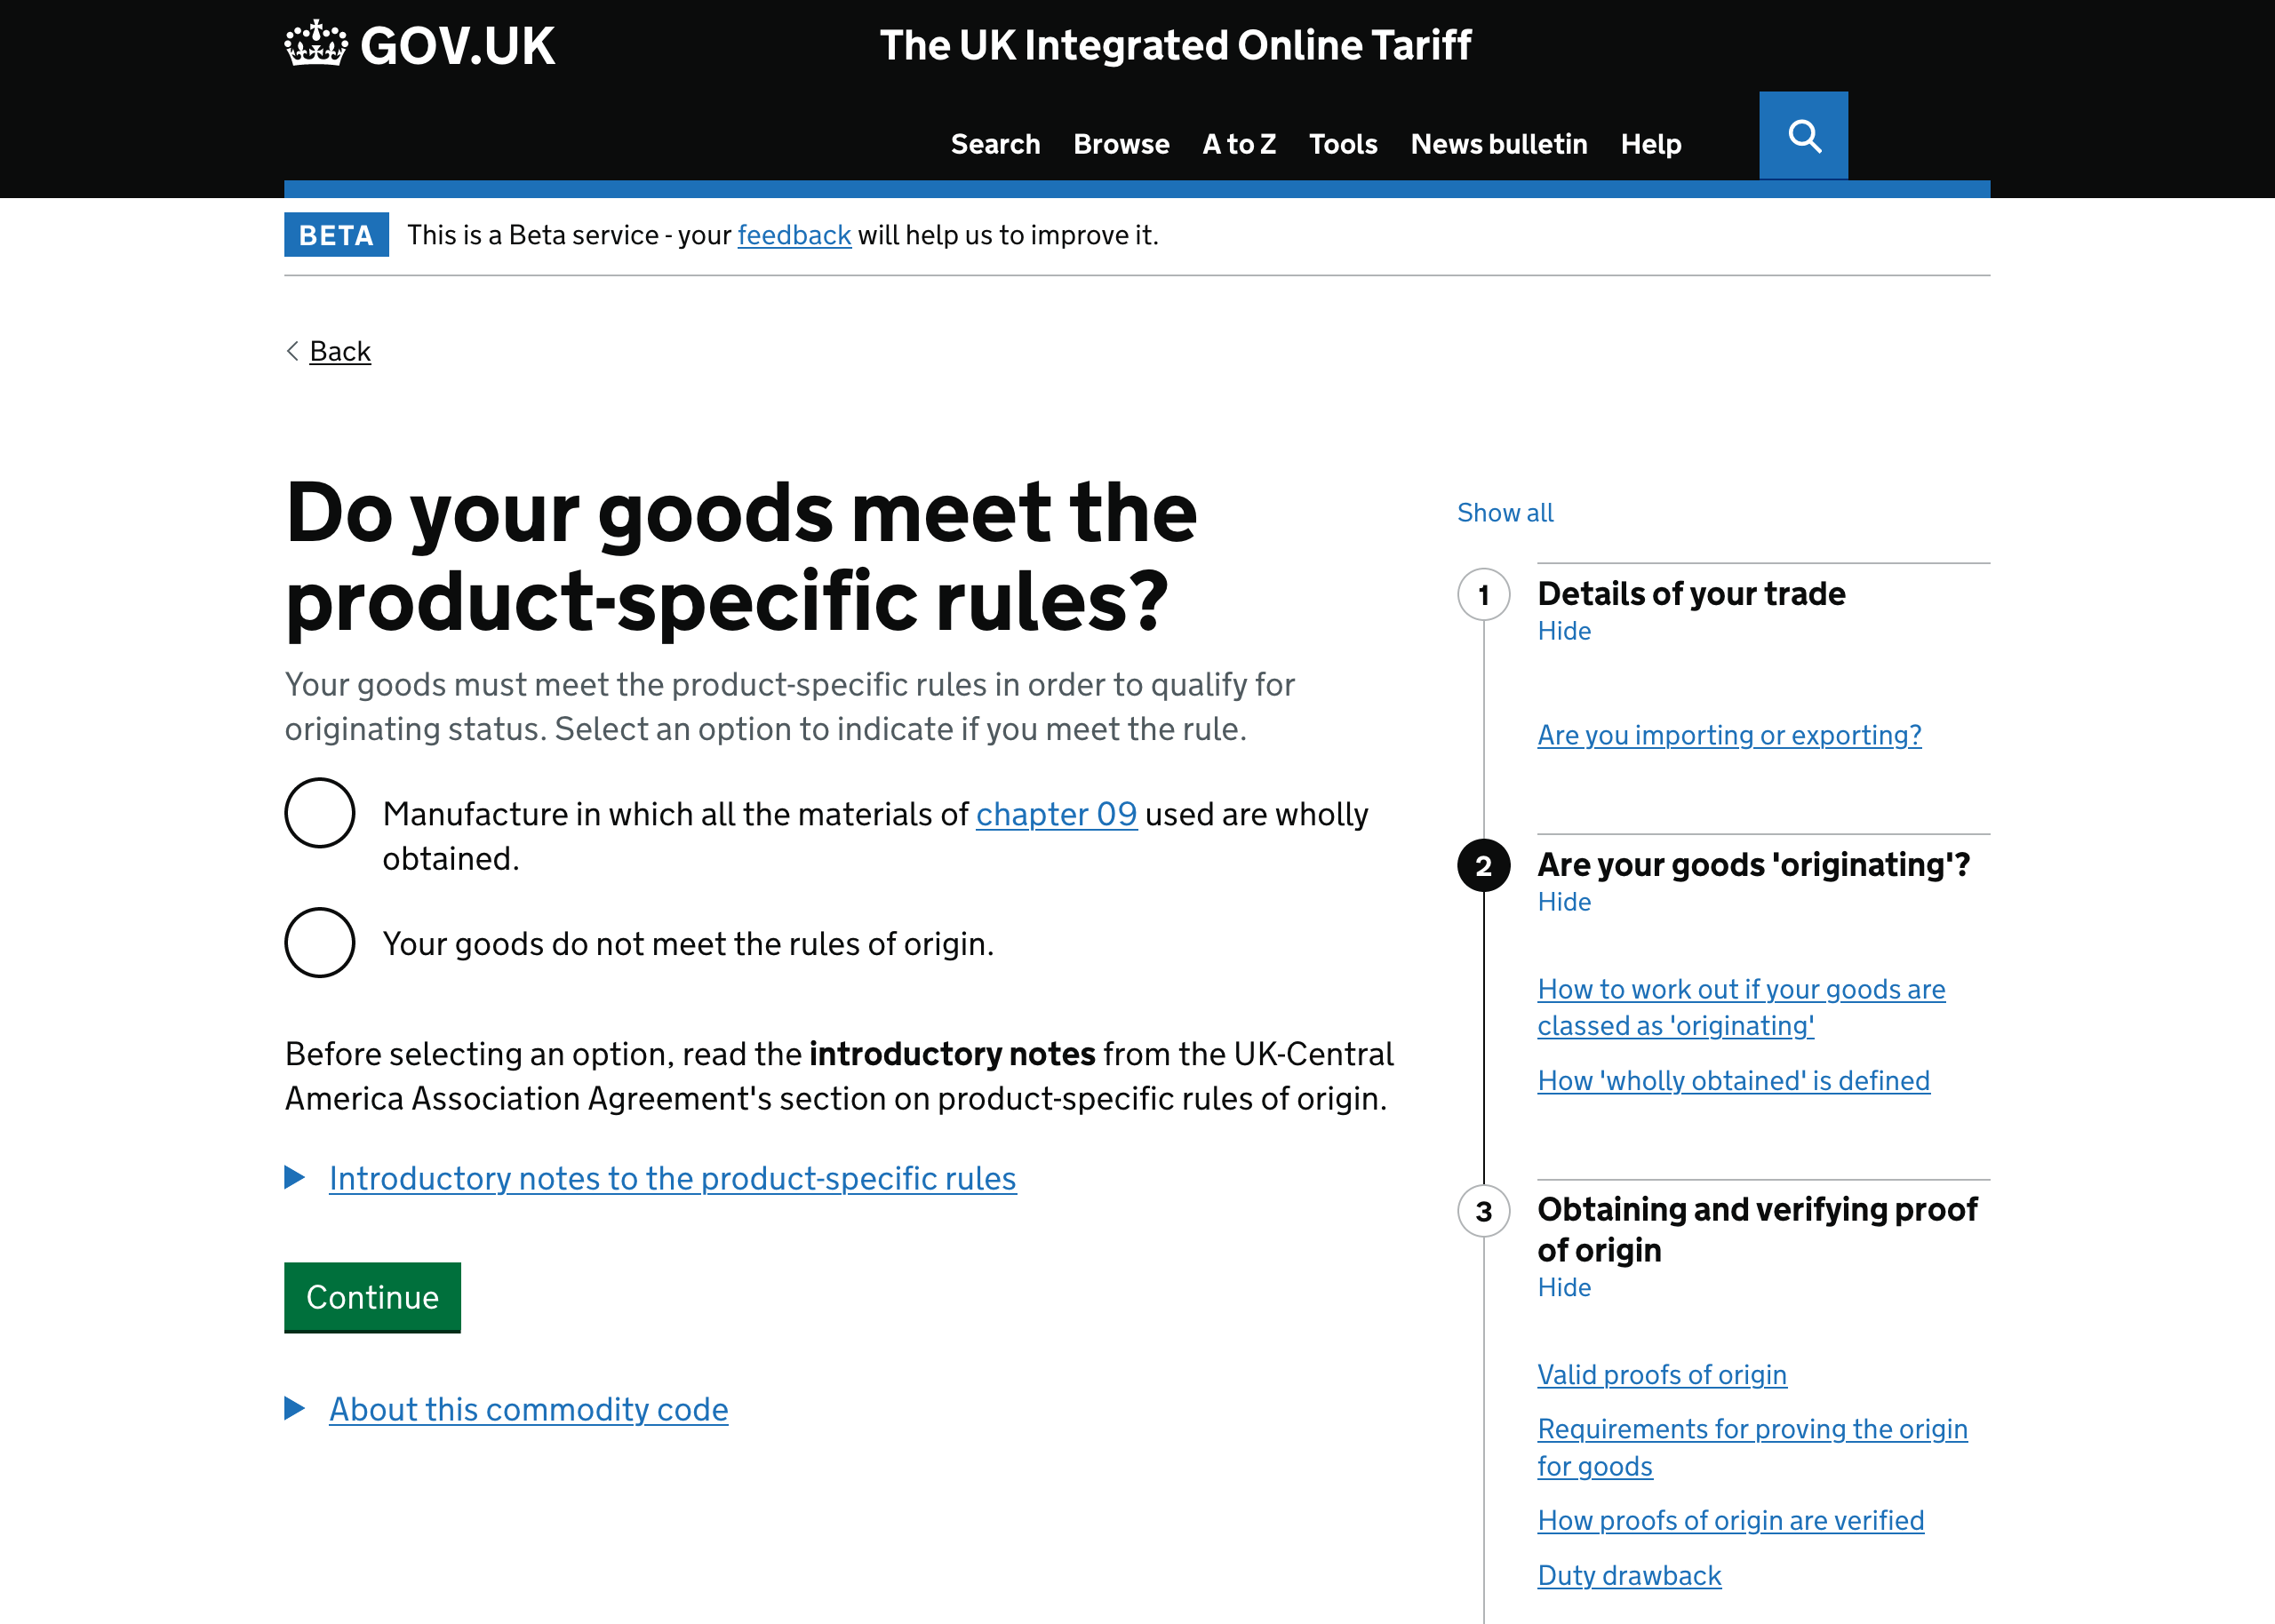 GOV.UK
The UK Integrated Online Tariff
Search Browse A to Z Tools News bulletin Help
BETA This is a Beta service - your feedback will help us to improve it.
Back
Do your goods meet the
product-specific rules?
Your goods must meet the product-specific rules in order to qualify for
originating status. Select an option to indicate if you meet the rule.
Manufacture in which all the materials of chapter 09 used are wholly
obtained.
Your goods do not meet the rules of origin.
Before selecting an option, read the introductory notes from the UK-Central
America Association Agreement's section on product-specific rules of origin.
Introductory notes to the product-specific rules
Continue
About this commodity code
Show all
1 Details of your trade
Hide
Are you importing or exporting?
2 Are your goods 'originating'?
Hide
How to work out if your goods are
classed as 'originating'
How 'wholly obtained' is defined
3 Obtaining and verifying proof
of origin
Hide
Valid proofs of origin
Requirements for proving the origin
for goods
How proofs of origin are verified
Duty drawback